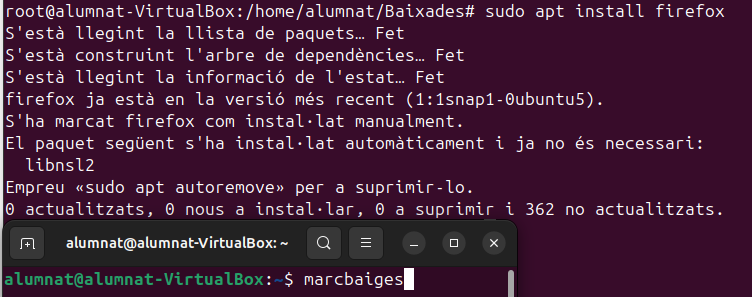 root@alumnat-VirtualBox:/home/alumnat/Baixades# sudo apt install firefox
S'està llegint la llista de paquets… Fet
S'està construint l'arbre de dependències… Fet
S'està llegint la informació de l'estat… Fet
firefox ja està en la versió més recent (1:1snap1-0ubuntu5).
S'ha marcat firefox com instal·lat manualment.
El paquet següent s'ha instal·lat automàticament i ja no és necessari:
  libnsl2
Empreu «sudo apt autoremove» per a suprimir-lo.
0 actualitzats, 0 nous a instal·lar, 0 a suprimir i 362 no actualitzats.
alumnat@alumnat-VirtualBox: ~
alumnat@alumnat-VirtualBox:~$ marcbaiges